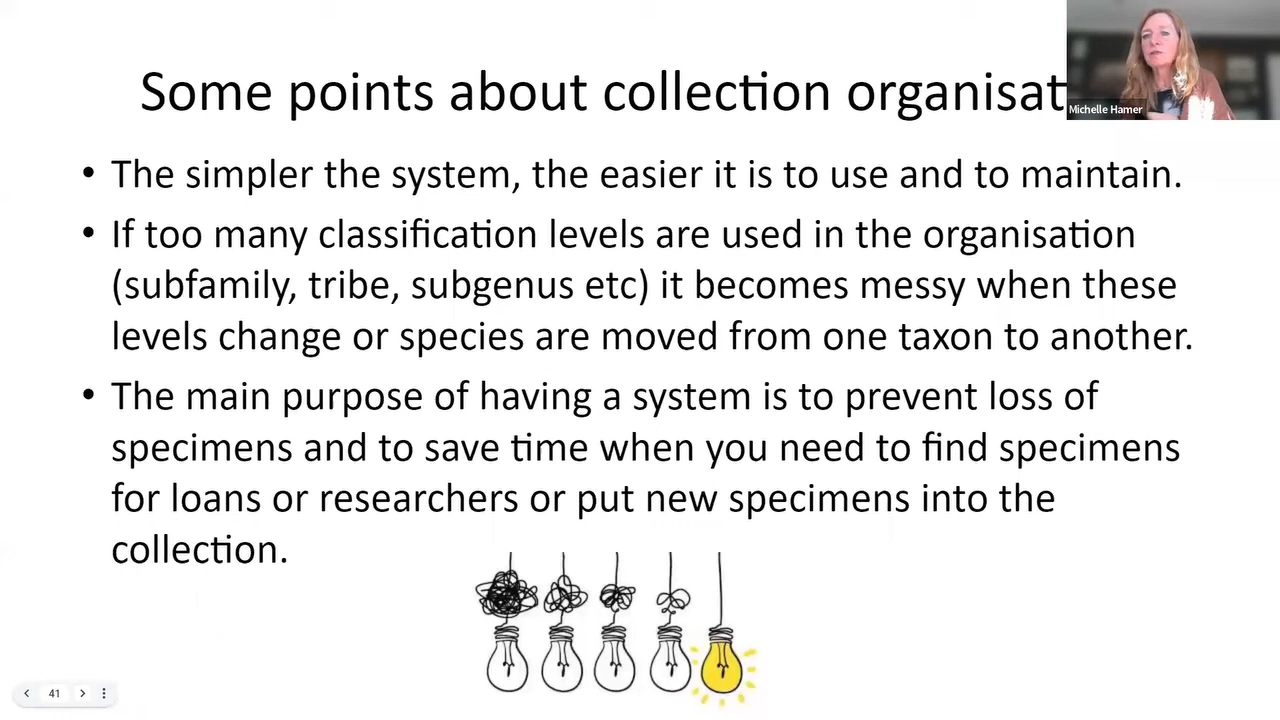 Some points about collection organisat
Michelle Hamer
• The simpler the system, the easier it is to use and to maintain.
• If too many classification levels are used in the organisation
(subfamily, tribe, subgenus etc) it becomes messy when these
levels change or species are moved from one taxon to another.
• The main purpose of having a system is to prevent loss of
specimens and to save time when you need to find specimens
for loans or researchers or put new specimens into the
collection.
41